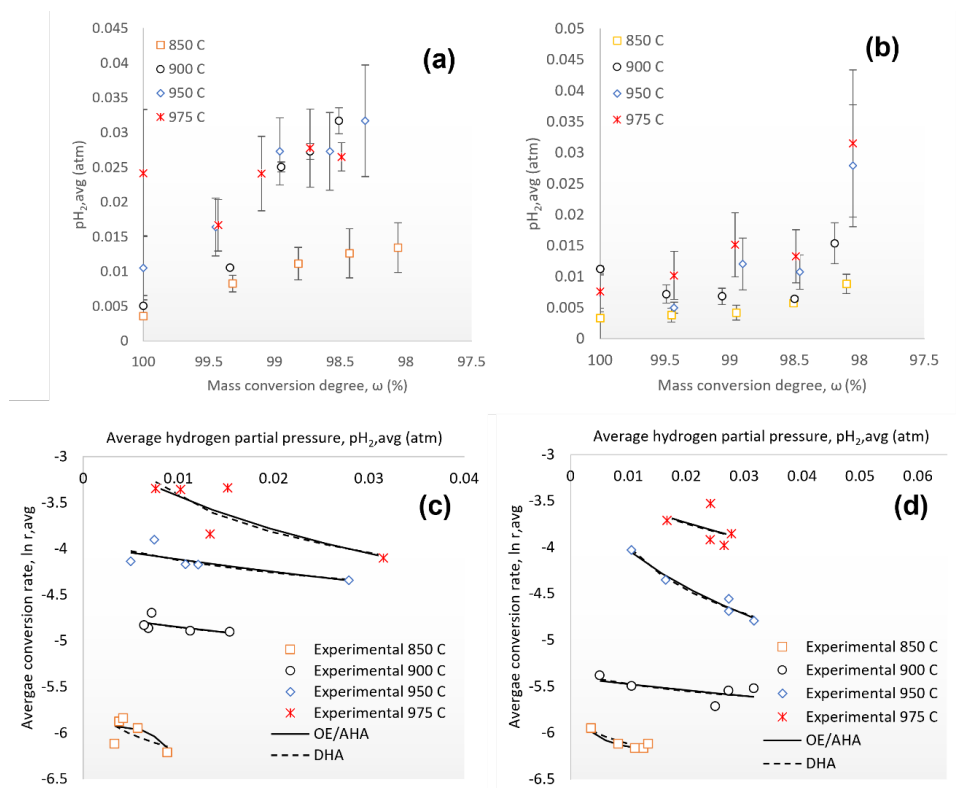 (a)
850 C
900 C
950 C
975 C
pH2,avg (atm)
0.045
0.04
0.035
0.03
0.025
0.02
0.015
0.01
0.005
0
100
99.5
99
98.5
98
97.5
Mass conversion degree, ω (%)
(b)
850 C
900 C
950 C
975 C
pH2,avg (atm)
0.05
0.045
0.04
0.035
0.03
0.025
0.02
0.015
0.01
0.005
0
100
99.5
99
98.5
98
97.5
Mass conversion degree, ω (%)
Average hydrogen partial pressure, pH2,avg (atm)
0
0.01
0.02
0.03
0.04
(c)
Avergae conversion rate, ln r,avg
-3
-3.5
-4
-4.5
-5
-5.5
-6
-6.5
Experimental 850 C
Experimental 900 C
Experimental 950 C
Experimental 975 C
OE/AHA
DHA
Average hydrogen partial pressure, pH2,avg (atm)
0
0.01
0.02
0.03
0.04
0.05
0.06
(d)
Avergae conversion rate, ln r,avg
-3
-3.5
-4
-4.5
-5
-5.5
-6
-6.5
Experimental 850 C
Experimental 900 C
Experimental 950 C
Experimental 975 C
OE/AHA
DHA